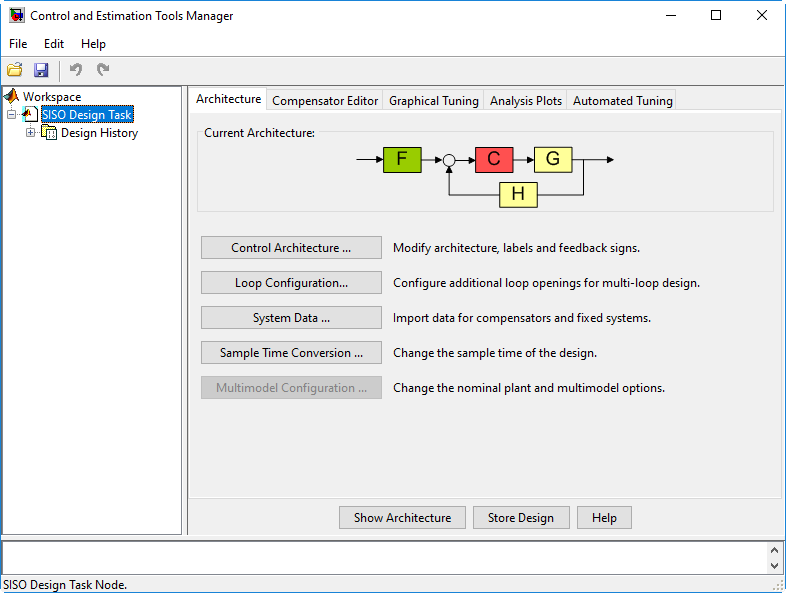 Control and Estimation Tools Manager
File Edit Help
Workspace
SISO Design Task
Design History
Architecture Compensator Editor Graphical Tuning Analysis Plots Automated Tuning
Current Architecture:
F C G
H
Control Architecture ... Modify architecture, labels and feedback signs.
Loop Configuration... Configure additional loop openings for multi-loop design.
System Data ... Import data for compensators and fixed systems.
Sample Time Conversion ... Change the sample time of the design.
Multimodel Configuration ... Change the nominal plant and multimodel options.
Show Architecture Store Design Help
SISO Design Task Node.